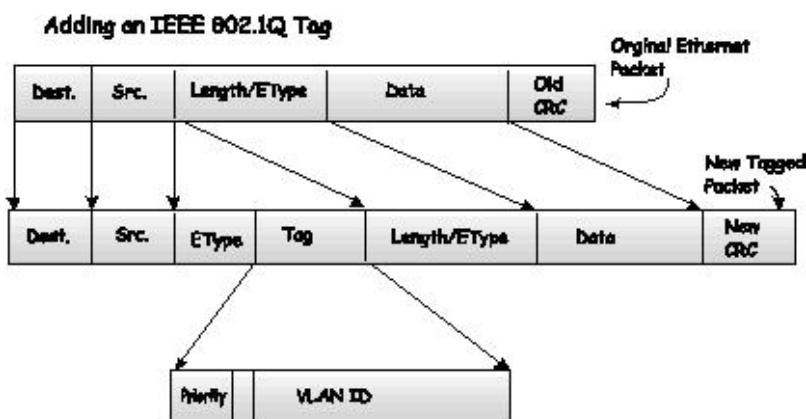 Adding an IEEE 802.1Q Tag
Orginal Ethernet
Packet
Dest. Src. Length/EType Data Old
CRC
New Tagged
Packet
Dest. Src. EType Tag Length/EType Data New
CRC
Priority VLAN ID